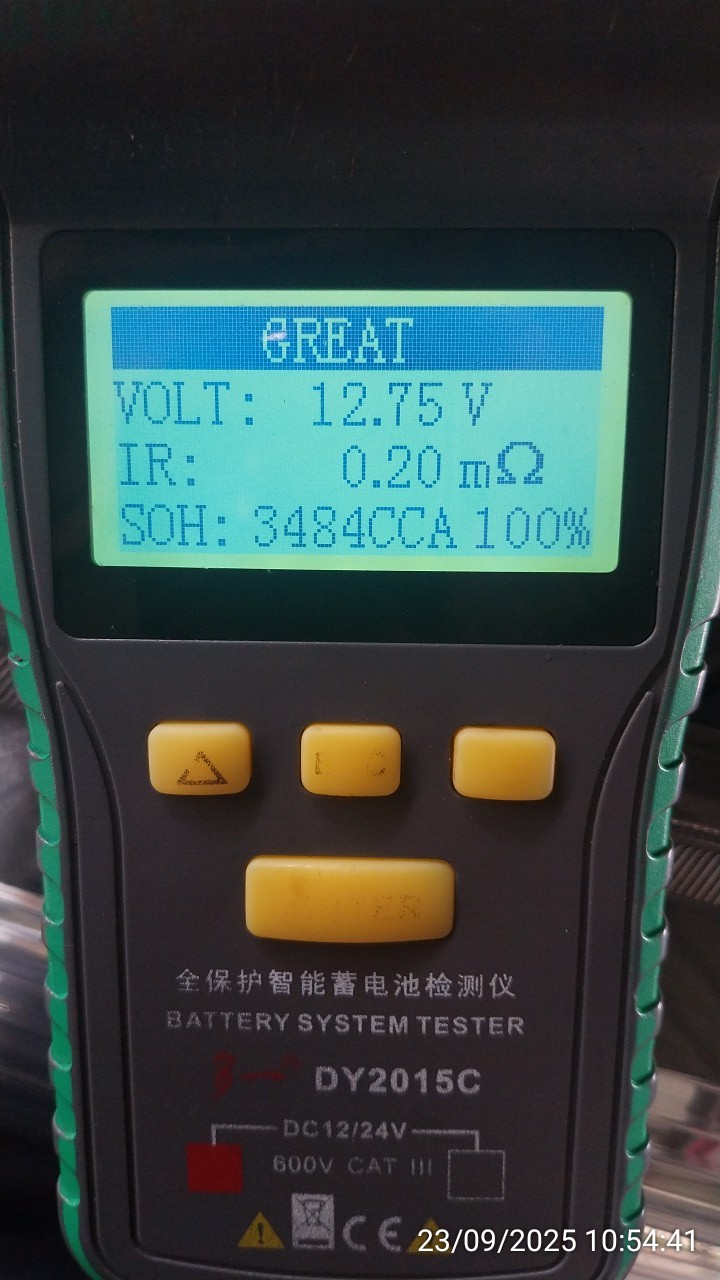 GREAT
VOLT: 12.75 V
IR: 0.20 mΩ
SOH: 3484CCA 100%
全保护智能蓄电池检测仪
BATTERY SYSTEM TESTER
DY2015C
DC12/24V
600V CAT III
CE
23/09/2025 10:54:41